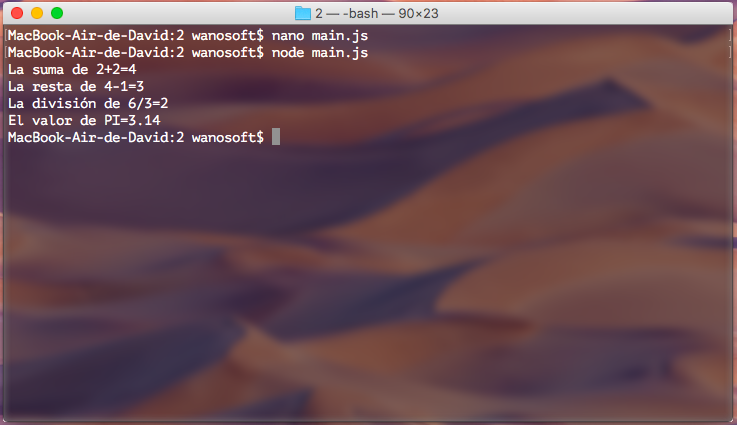 2 — -bash — 90×23
[MacBook-Air-de-David:2 wanosoft$ nano main.js ]
[MacBook-Air-de-David:2 wanosoft$ node main.js ]
La suma de 2+2=4
La resta de 4-1=3
La división de 6/3=2
El valor de PI=3.14
MacBook-Air-de-David:2 wanosoft$